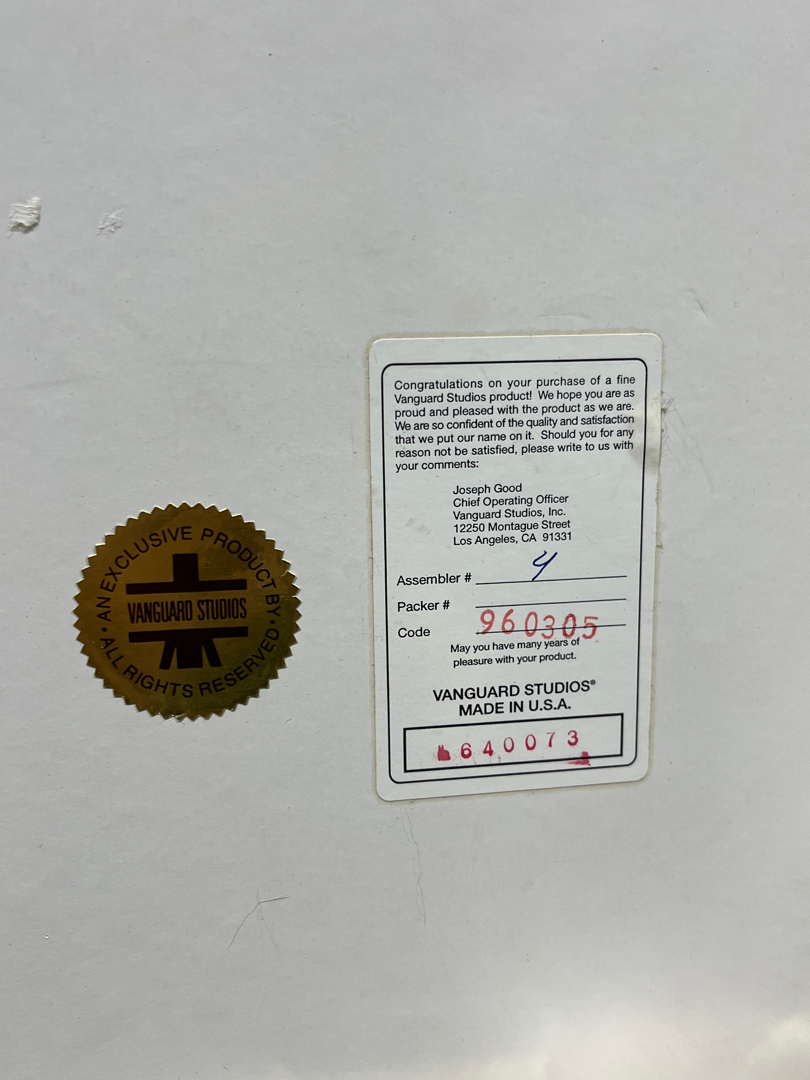 Congratulations on your purchase of a fine
Vanguard Studios product! We hope you are as
proud and pleased with the product as we are.
We are so confident of the quality and satisfaction
that we put our name on it. Should you for any
reason not be satisfied, please write to us with
your comments:
Joseph Good
Chief Operating Officer
Vanguard Studios, Inc.
12250 Montague Street
Los Angeles, CA 91331
Assembler # 4
Packer #
Code 960305
May you have many years of
pleasure with your product.
VANGUARD STUDIOS®
MADE IN U.S.A.
640073
• AN EXCLUSIVE PRODUCT BY •
VANGUARD STUDIOS
ALL RIGHTS RESERVED